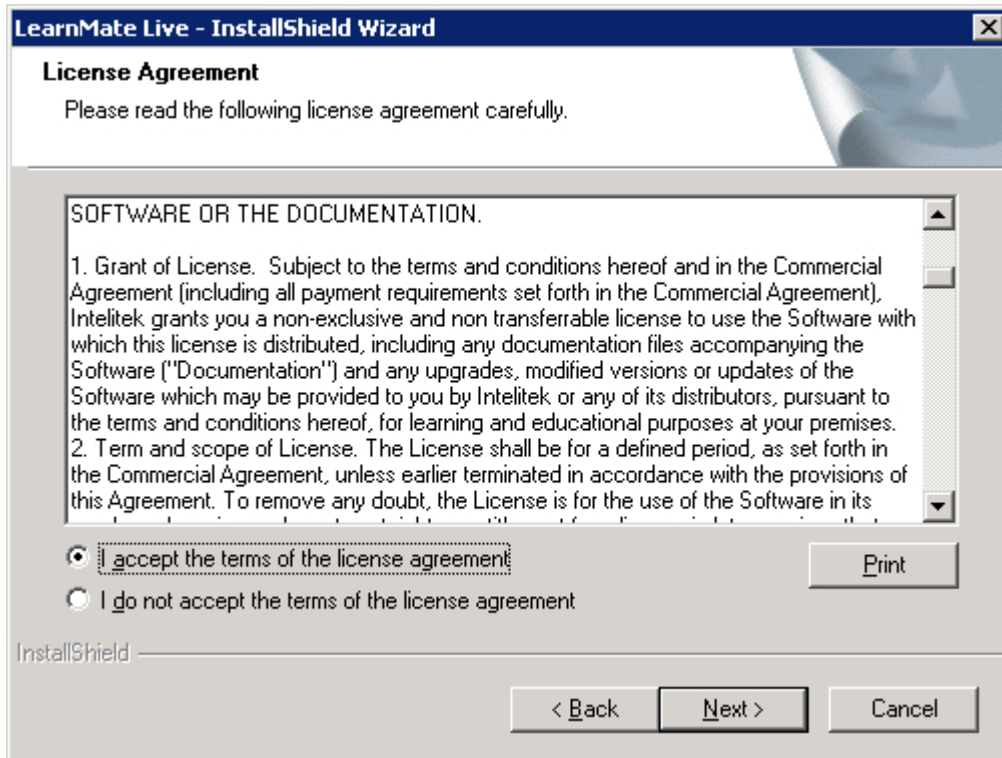 LearnMate Live - InstallShield Wizard
License Agreement
Please read the following license agreement carefully.
SOFTWARE OR THE DOCUMENTATION.
1. Grant of License.  Subject to the terms and conditions hereof and in the Commercial
Agreement (including all payment requirements set forth in the Commercial Agreement),
Intelitek grants you a non-exclusive and non transferrable license to use the Software with
which this license is distributed, including any documentation files accompanying the
Software ("Documentation") and any upgrades, modified versions or updates of the
Software which may be provided to you by Intelitek or any of its distributors, pursuant to
the terms and conditions hereof, for learning and educational purposes at your premises.
2. Term and scope of License. The License shall be for a defined period, as set forth in
the Commercial Agreement, unless earlier terminated in accordance with the provisions of
this Agreement. To remove any doubt, the License is for the use of the Software in its
I accept the terms of the license agreement
Print
I do not accept the terms of the license agreement
InstallShield
< Back
Next >
Cancel